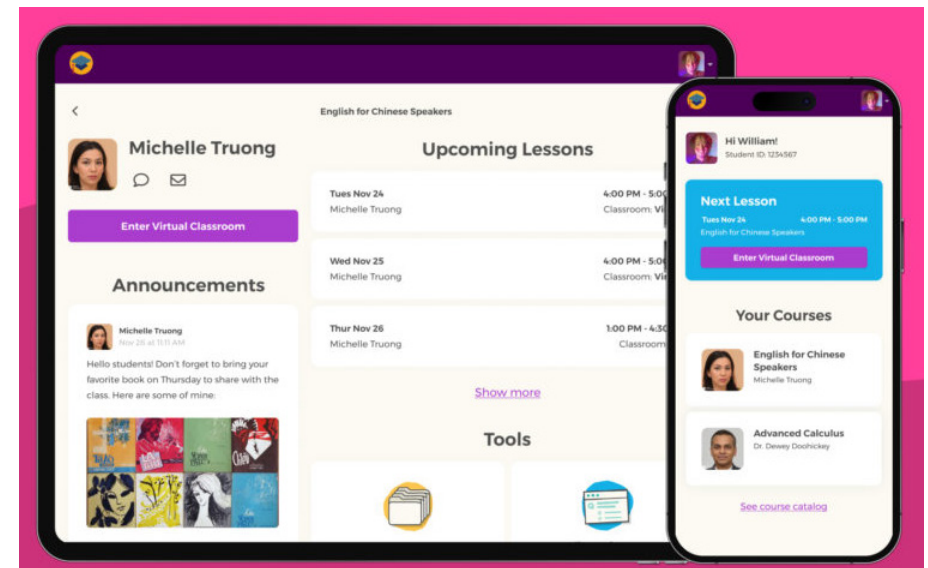 English for Chinese Speakers
Michelle Truong
Enter Virtual Classroom
Announcements
Michelle Truong
Nov 25 at 11:11 AM
Hello students! Don't forget to bring your
favorite book on Thursday to share with the
class. Here are some of mine:
Upcoming Lessons
Tues Nov 24
4:00 PM - 5:00
Michelle Truong
Classroom:
Wed Nov 25
4:00 PM - 5:0
Michelle Truong
Classroom:
Thur Nov 26
1:00 PM - 4:30
Michelle Truong
Classroom
Show more
Tools
Hi William!
Student ID: 1234567
Next Lesson
Tues Nov 24
4:00 PM - 5:00 PM
English for Chinese Speakers
Enter Virtual Classroom
Your Courses
English for Chinese
Speakers
Michelle Truong
Advanced Calculus
Dr. Dewey Doohickey
See course catalog